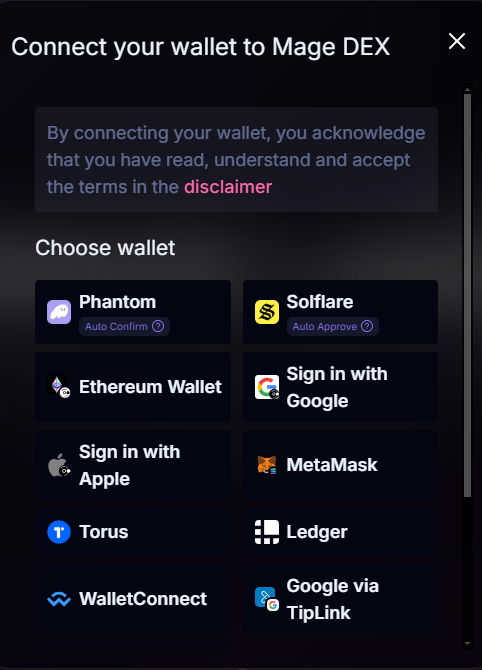 Connect your wallet to Mage DEX
By connecting your wallet, you acknowledge
that you have read, understand and accept
the terms in the disclaimer
Choose wallet
Phantom
Auto Confirm ?
Solflare
Auto Approve ?
Ethereum Wallet
Sign in with
Google
Sign in with
Apple
MetaMask
Torus
Ledger
WalletConnect
Google via
TipLink